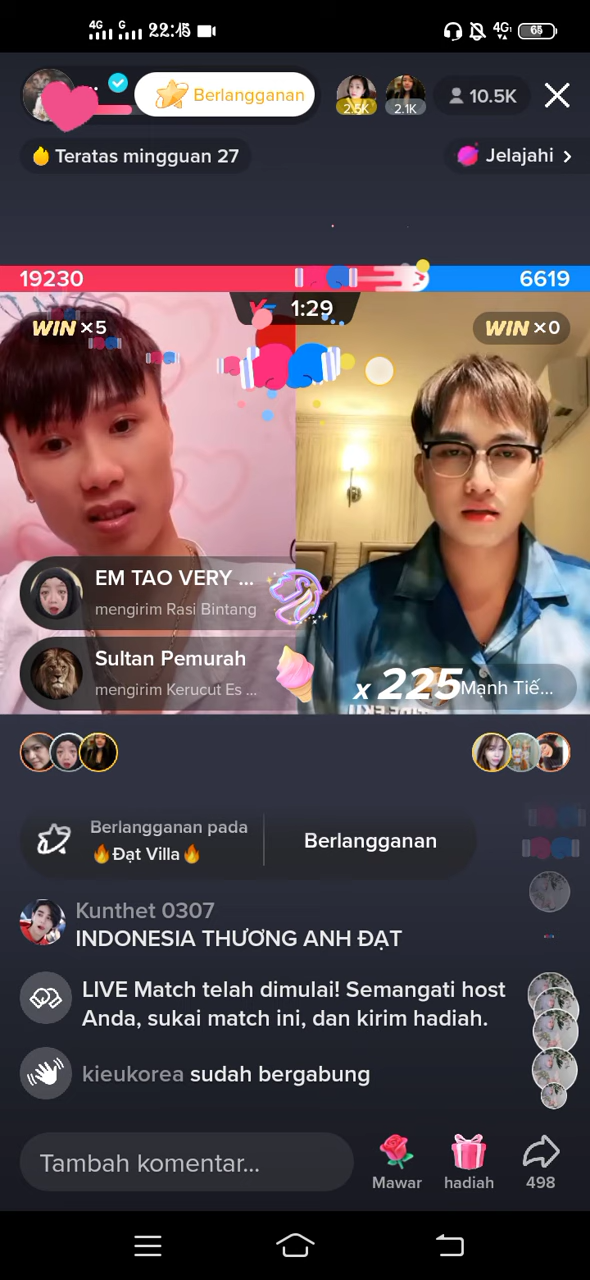 4G
G
22:15
4G
65
Berlangganan
2.5K
2.1K
10.5K
Teratas mingguan 27
Jelajahi
19230
6619
1:29
WIN ×5
WIN ×0
EM TAO VERY ...
mengirim Rasi Bintang
Sultan Pemurah
mengirim Kerucut Es ...
x 225
Mạnh Tiế...
Berlangganan pada
🔥Đạt Villa🔥
Berlangganan
Kunthet 0307
INDONESIA THƯƠNG ANH ĐẠT
LIVE Match telah dimulai! Semangati host
Anda, sukai match ini, dan kirim hadiah.
kieukorea sudah bergabung
Tambah komentar...
Mawar
hadiah
498